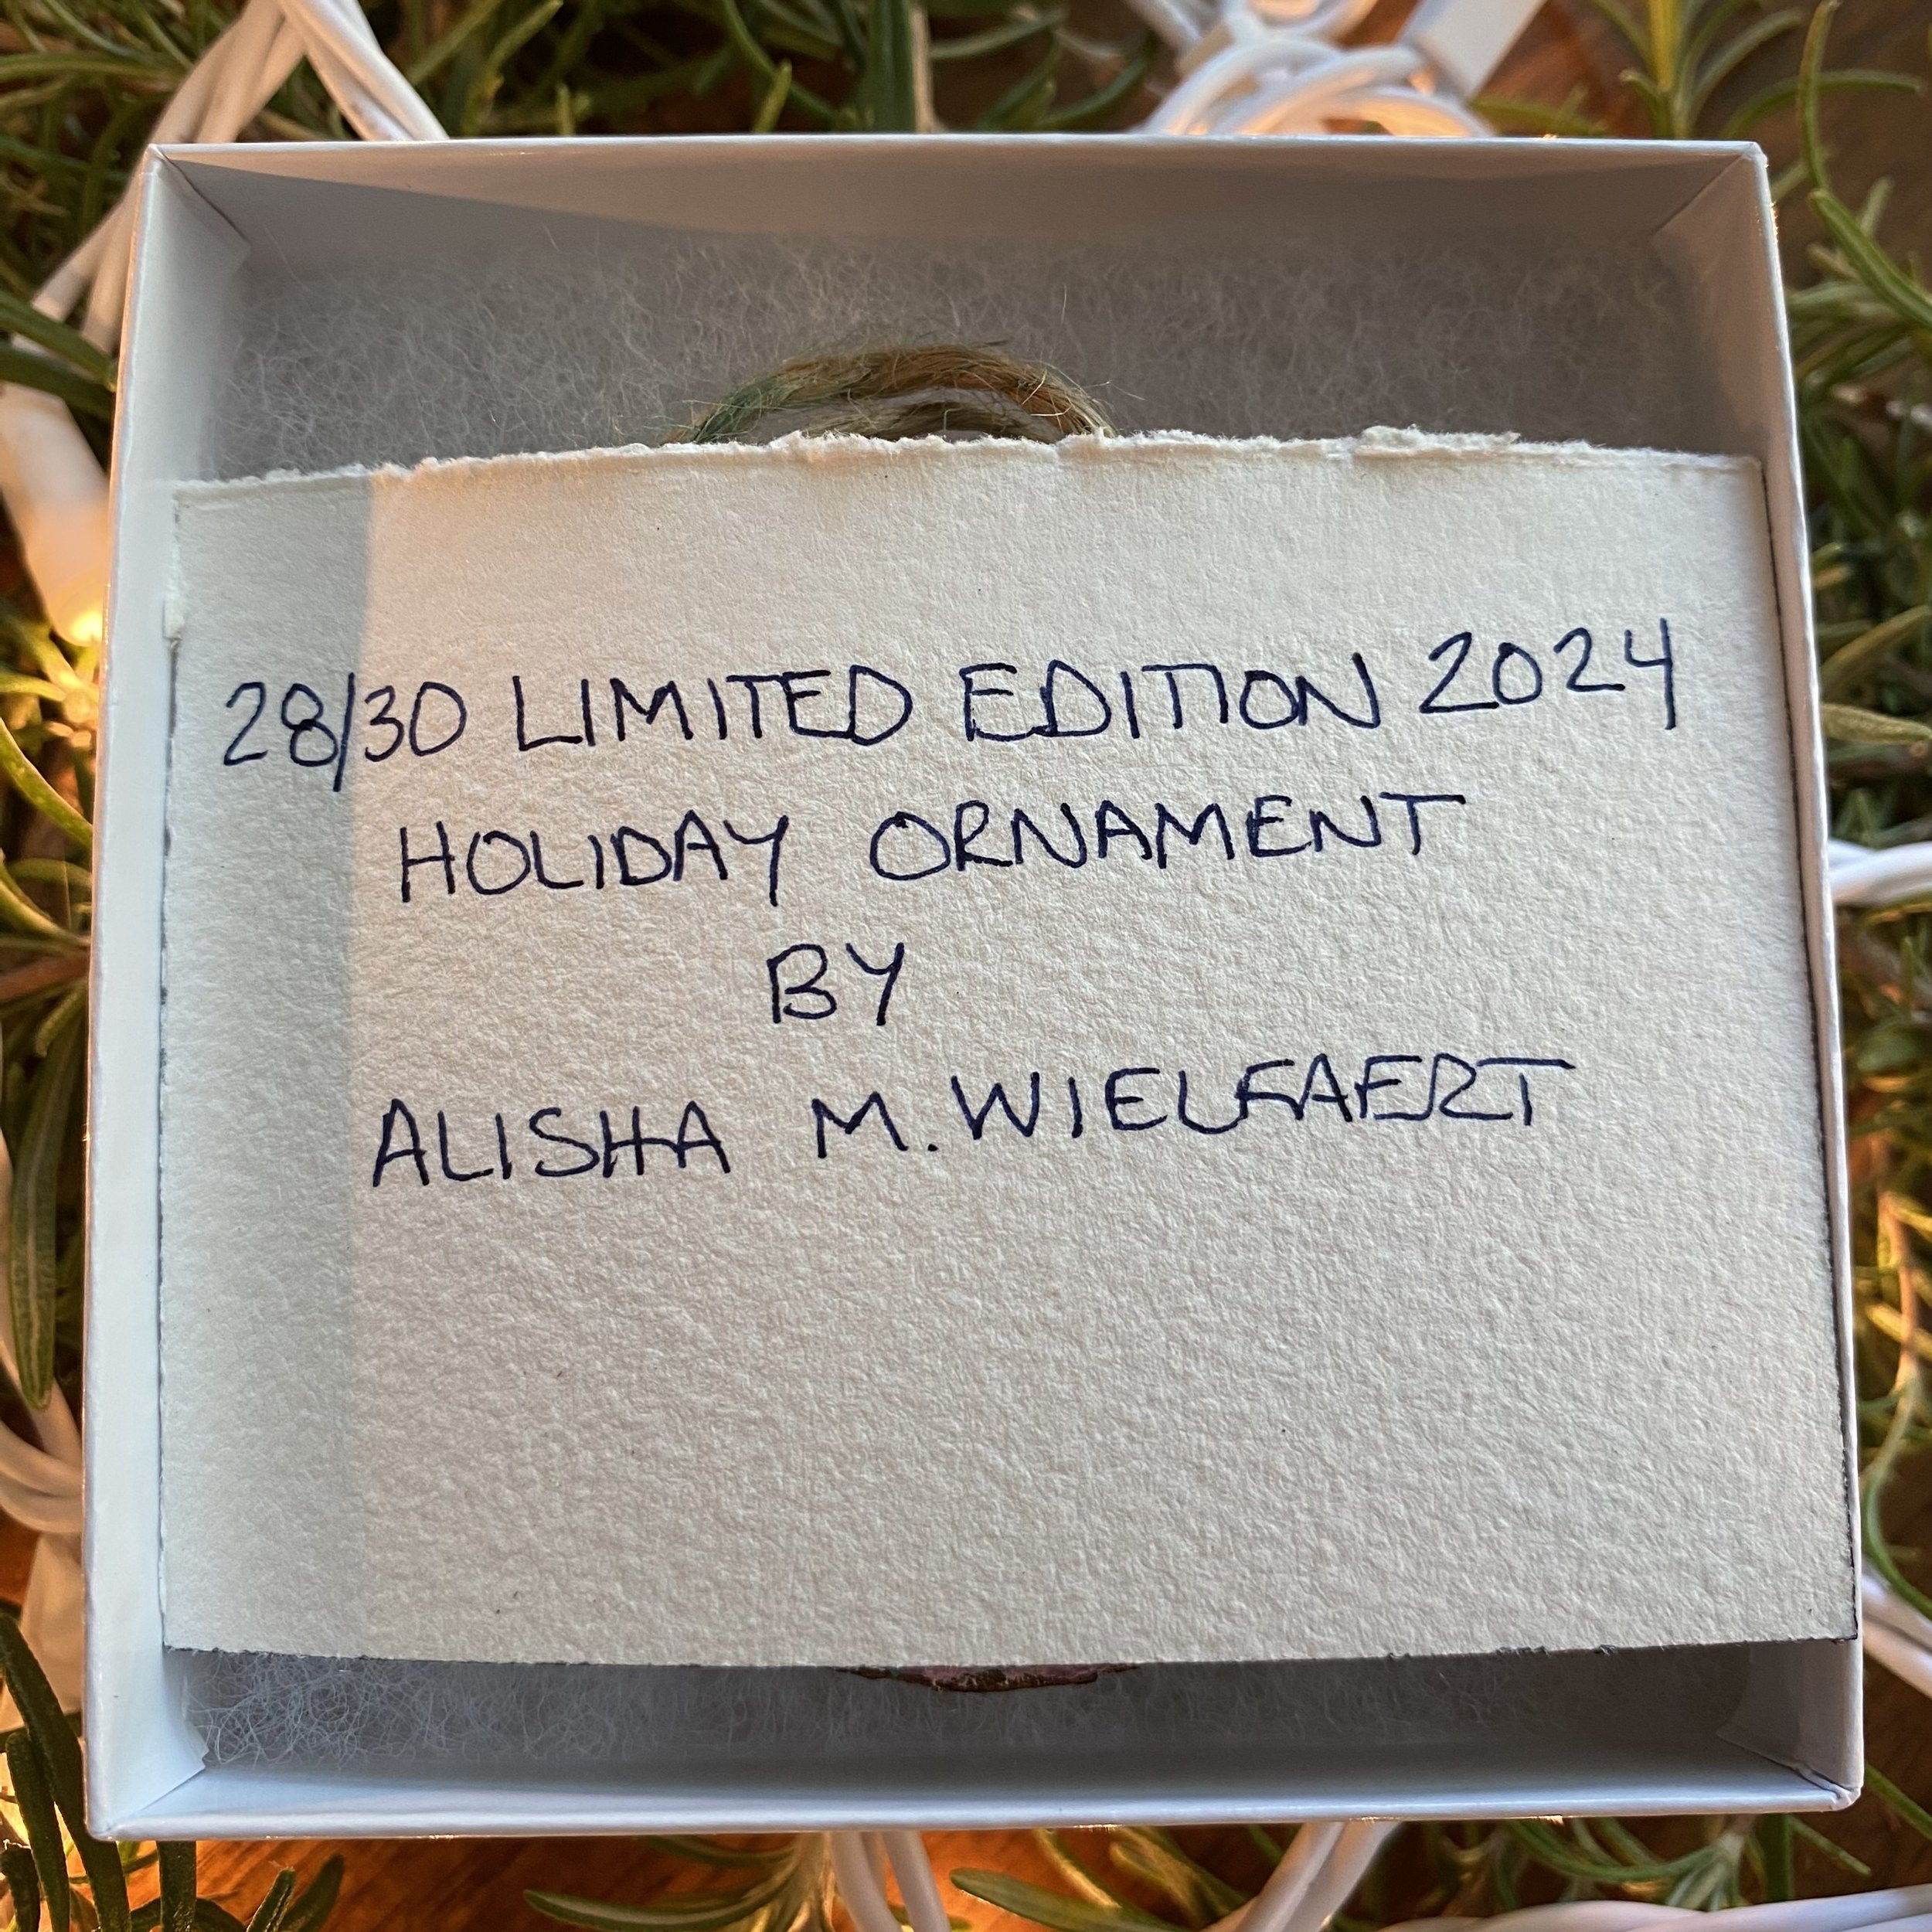 28/30 LIMITED EDITION 2024
HOLIDAY ORNAMENT
BY
ALISHA M. WIELFAERT